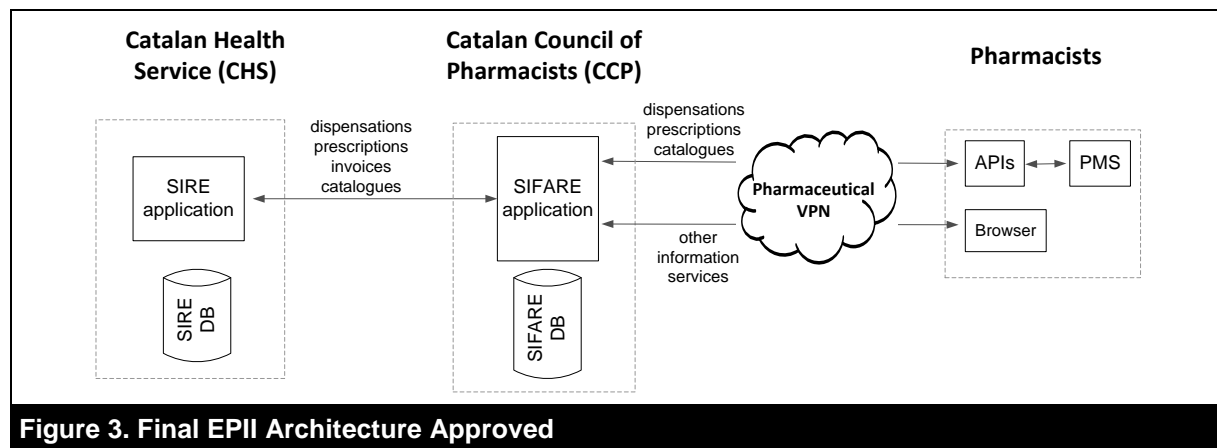 Catalan Health
Service (CHS)
Catalan Council of
Pharmacists (CCP)
Pharmacists
dispensations
prescriptions
invoices
catalogues
dispensations
prescriptions
catalogues
SIRE
application
SIFARE
application
Pharmaceutical
VPN
APIs
PMS
Browser
other
information
services
SIRE
DB
SIFARE
DB
Figure 3. Final EPII Architecture Approved